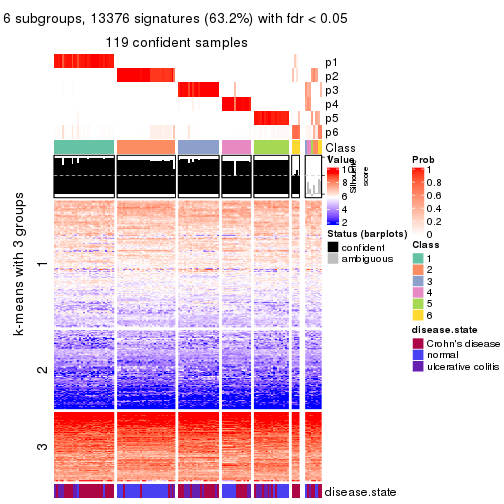 6 subgroups, 13376 signatures (63.2%) with fdr < 0.05
119 confident samples
p1
p2
p3
p4
p5
p6
Class
Silhouette score
k-means with 3 groups
1
2
3
disease.state
Value
10
8
6
4
2
Status (barplots)
confident
ambiguous
Prob
1
0.8
0.6
0.4
0.2
0
Class
1
2
3
4
5
6
disease.state
Crohn's disease
normal
ulcerative colitis